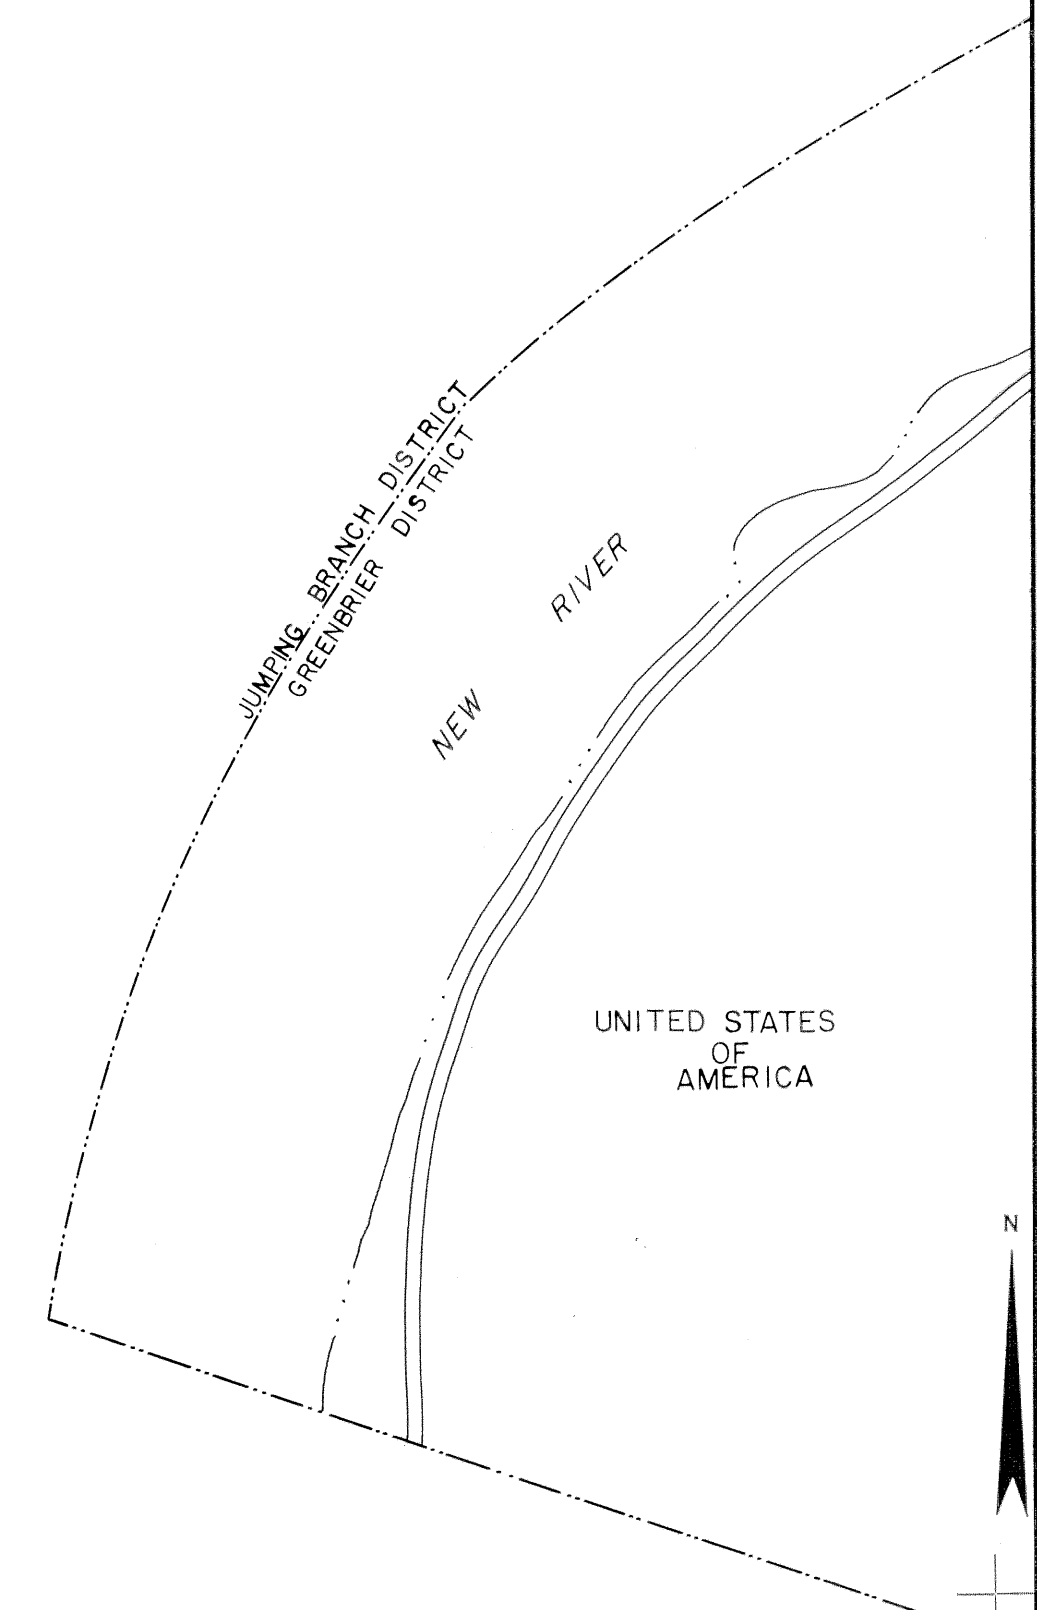 JUMPING BRANCH DISTRICT
GREENBRIER DISTRICT
NEW RIVER
UNITED STATES
OF
AMERICA
N